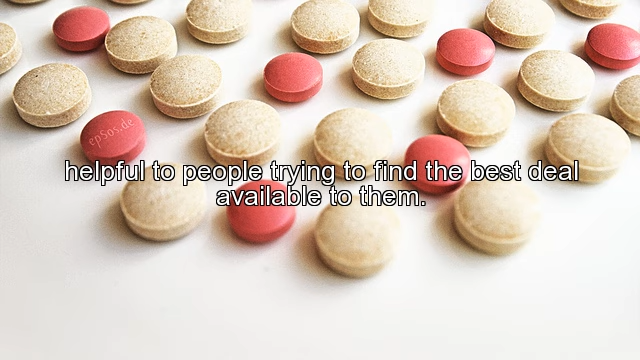 epSos.de
helpful to people trying to find the best deal
available to them.